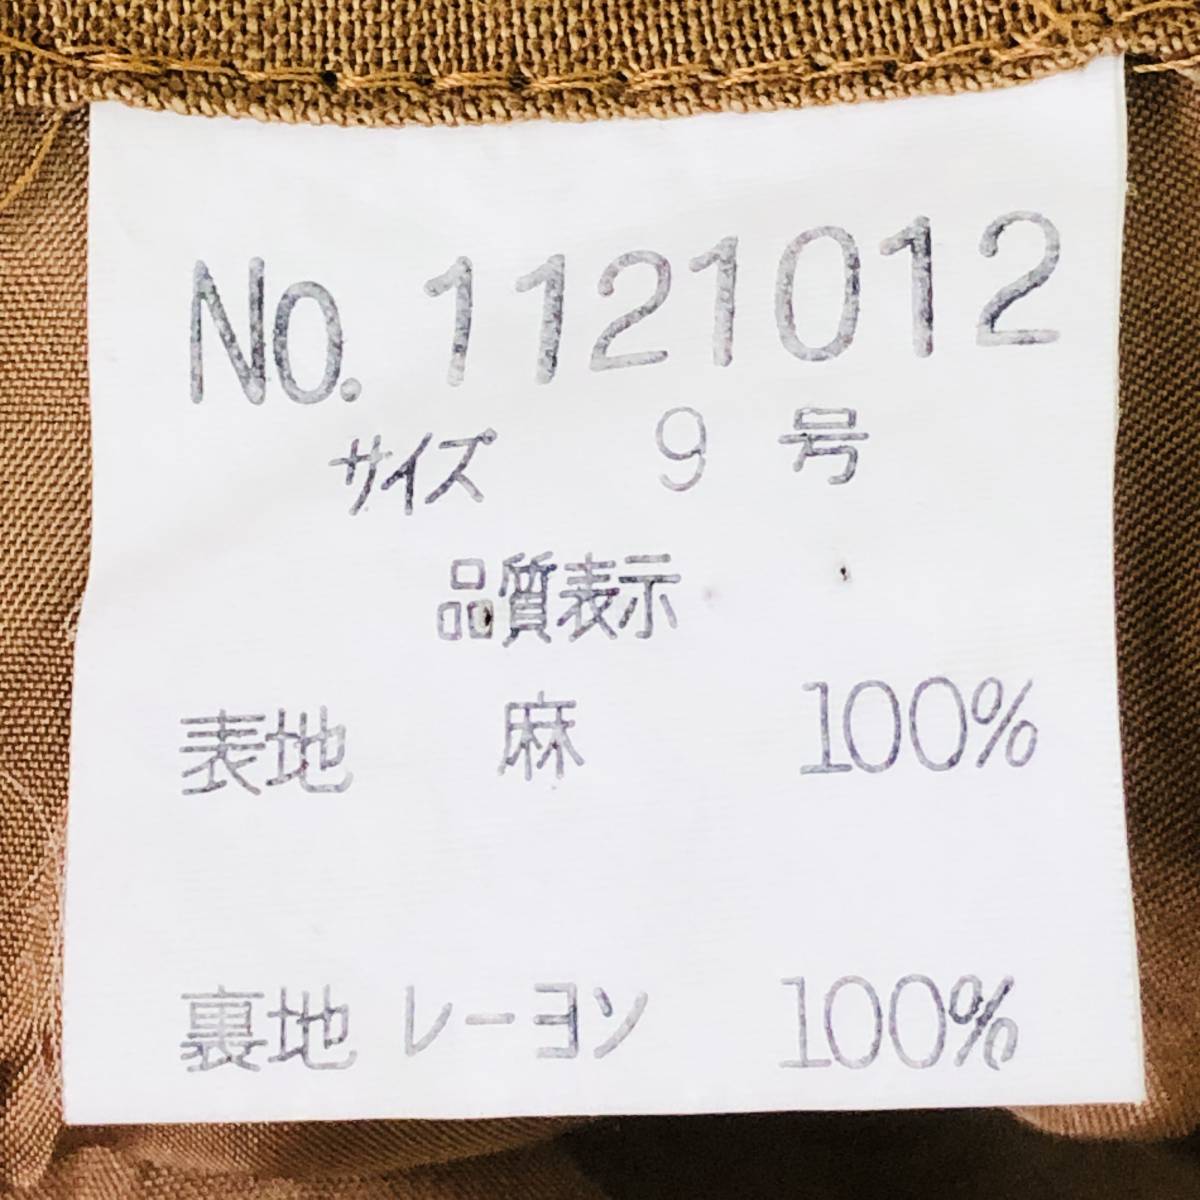 No. 1121012
サイズ 9 号
品質表示
表地 麻 100%
裏地 レーヨン 100%